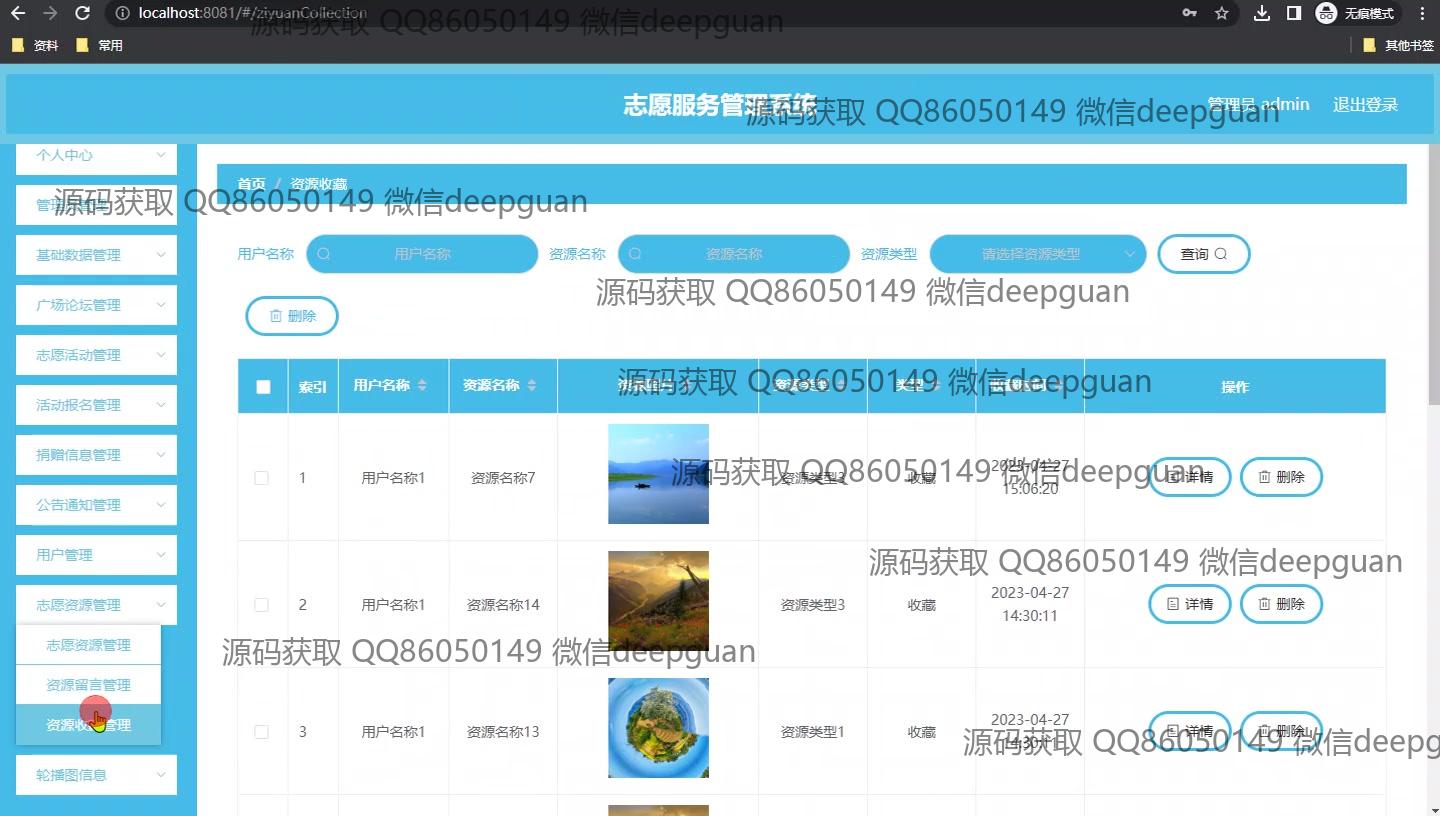 localhost:8081/#/ziyuanCollection
无痕模式
资料
常用
其他书签
志愿服务管理系统
管理员 admin
退出登录
源码获取 QQ86050149 微信deepguan
源码获取 QQ86050149 微信deepguan
个人中心
首页 / 资源收藏
源码获取 QQ86050149 微信deepguan
基础数据管理
用户名称 用户名称 资源名称 资源名称 资源类型 请选择资源类型 查询
广场论坛管理
源码获取 QQ86050149 微信deepguan
删除
志愿活动管理
索引 用户名称 资源名称 操作
源码获取 QQ86050149 微信deepguan
活动报名管理
捐赠信息管理
1 用户名称1 资源名称7 资源类型3 收藏 2023-04-27 15:06:20 详情 删除
源码获取 QQ86050149 微信deepguan
公告通知管理
用户管理
源码获取 QQ86050149 微信deepguan
志愿资源管理
2 用户名称1 资源名称14 资源类型3 收藏 2023-04-27 14:30:11 详情 删除
志愿资源管理
源码获取 QQ86050149 微信deepguan
资源留言管理
资源收藏管理
3 用户名称1 资源名称13 资源类型1 收藏 2023-04-27 14:30:11 详情 删除
源码获取 QQ86050149 微信deepg
轮播图信息